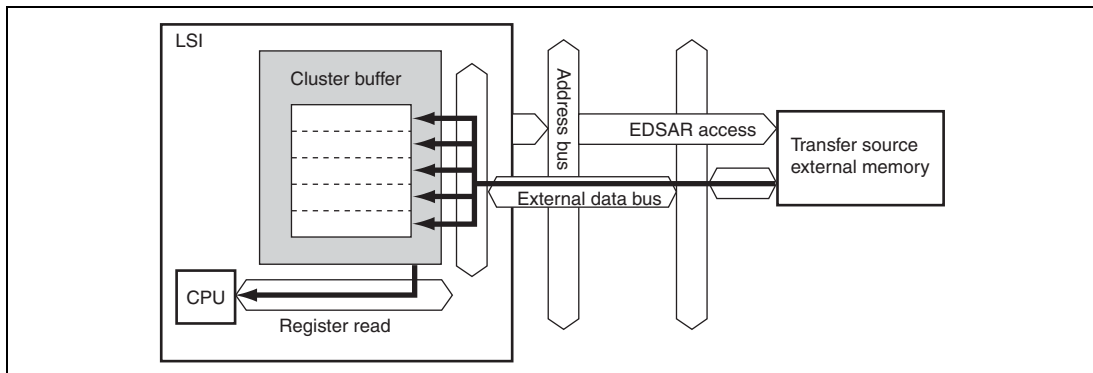 LSI
Cluster buffer
Address bus
EDSAR access
Transfer source
external memory
External data bus
CPU
Register read